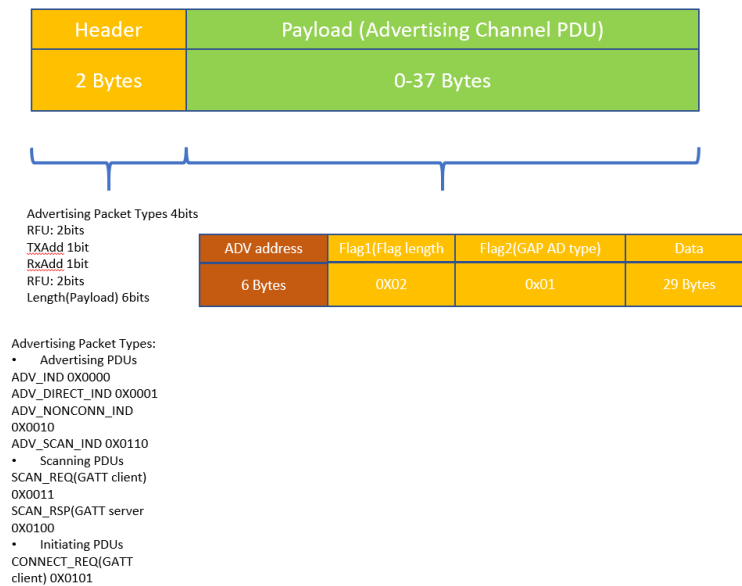 Header
Payload (Advertising Channel PDU)
2 Bytes
0-37 Bytes
Advertising Packet Types 4bits
RFU: 2bits
TXAdd 1bit
RxAdd 1bit
RFU: 2bits
Length(Payload) 6bits
ADV address
Flag1(Flag length
Flag2(GAP AD type)
Data
6 Bytes
0X02
0x01
29 Bytes
Advertising Packet Types:
• Advertising PDUs
ADV_IND 0X0000
ADV_DIRECT_IND 0X0001
ADV_NONCONN_IND
0X0010
ADV_SCAN_IND 0X0110
• Scanning PDUs
SCAN_REQ(GATT client)
0X0011
SCAN_RSP(GATT server
0X0100
• Initiating PDUs
CONNECT_REQ(GATT
client) 0X0101